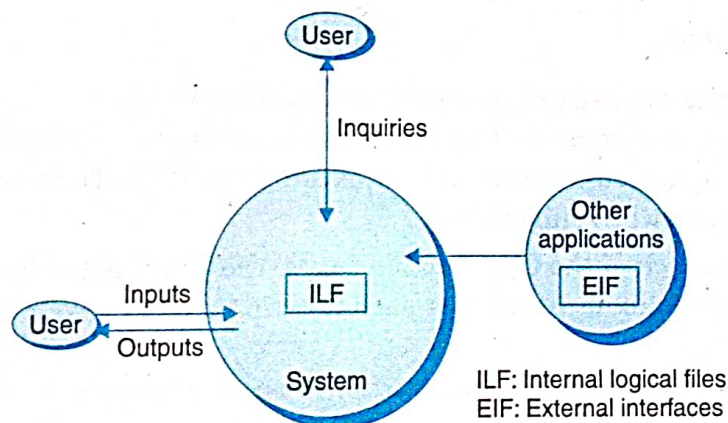 User
Inquiries
Other
applications
EIF
ILF
Inputs
User
Outputs
System
ILF: Internal logical files
EIF: External interfaces